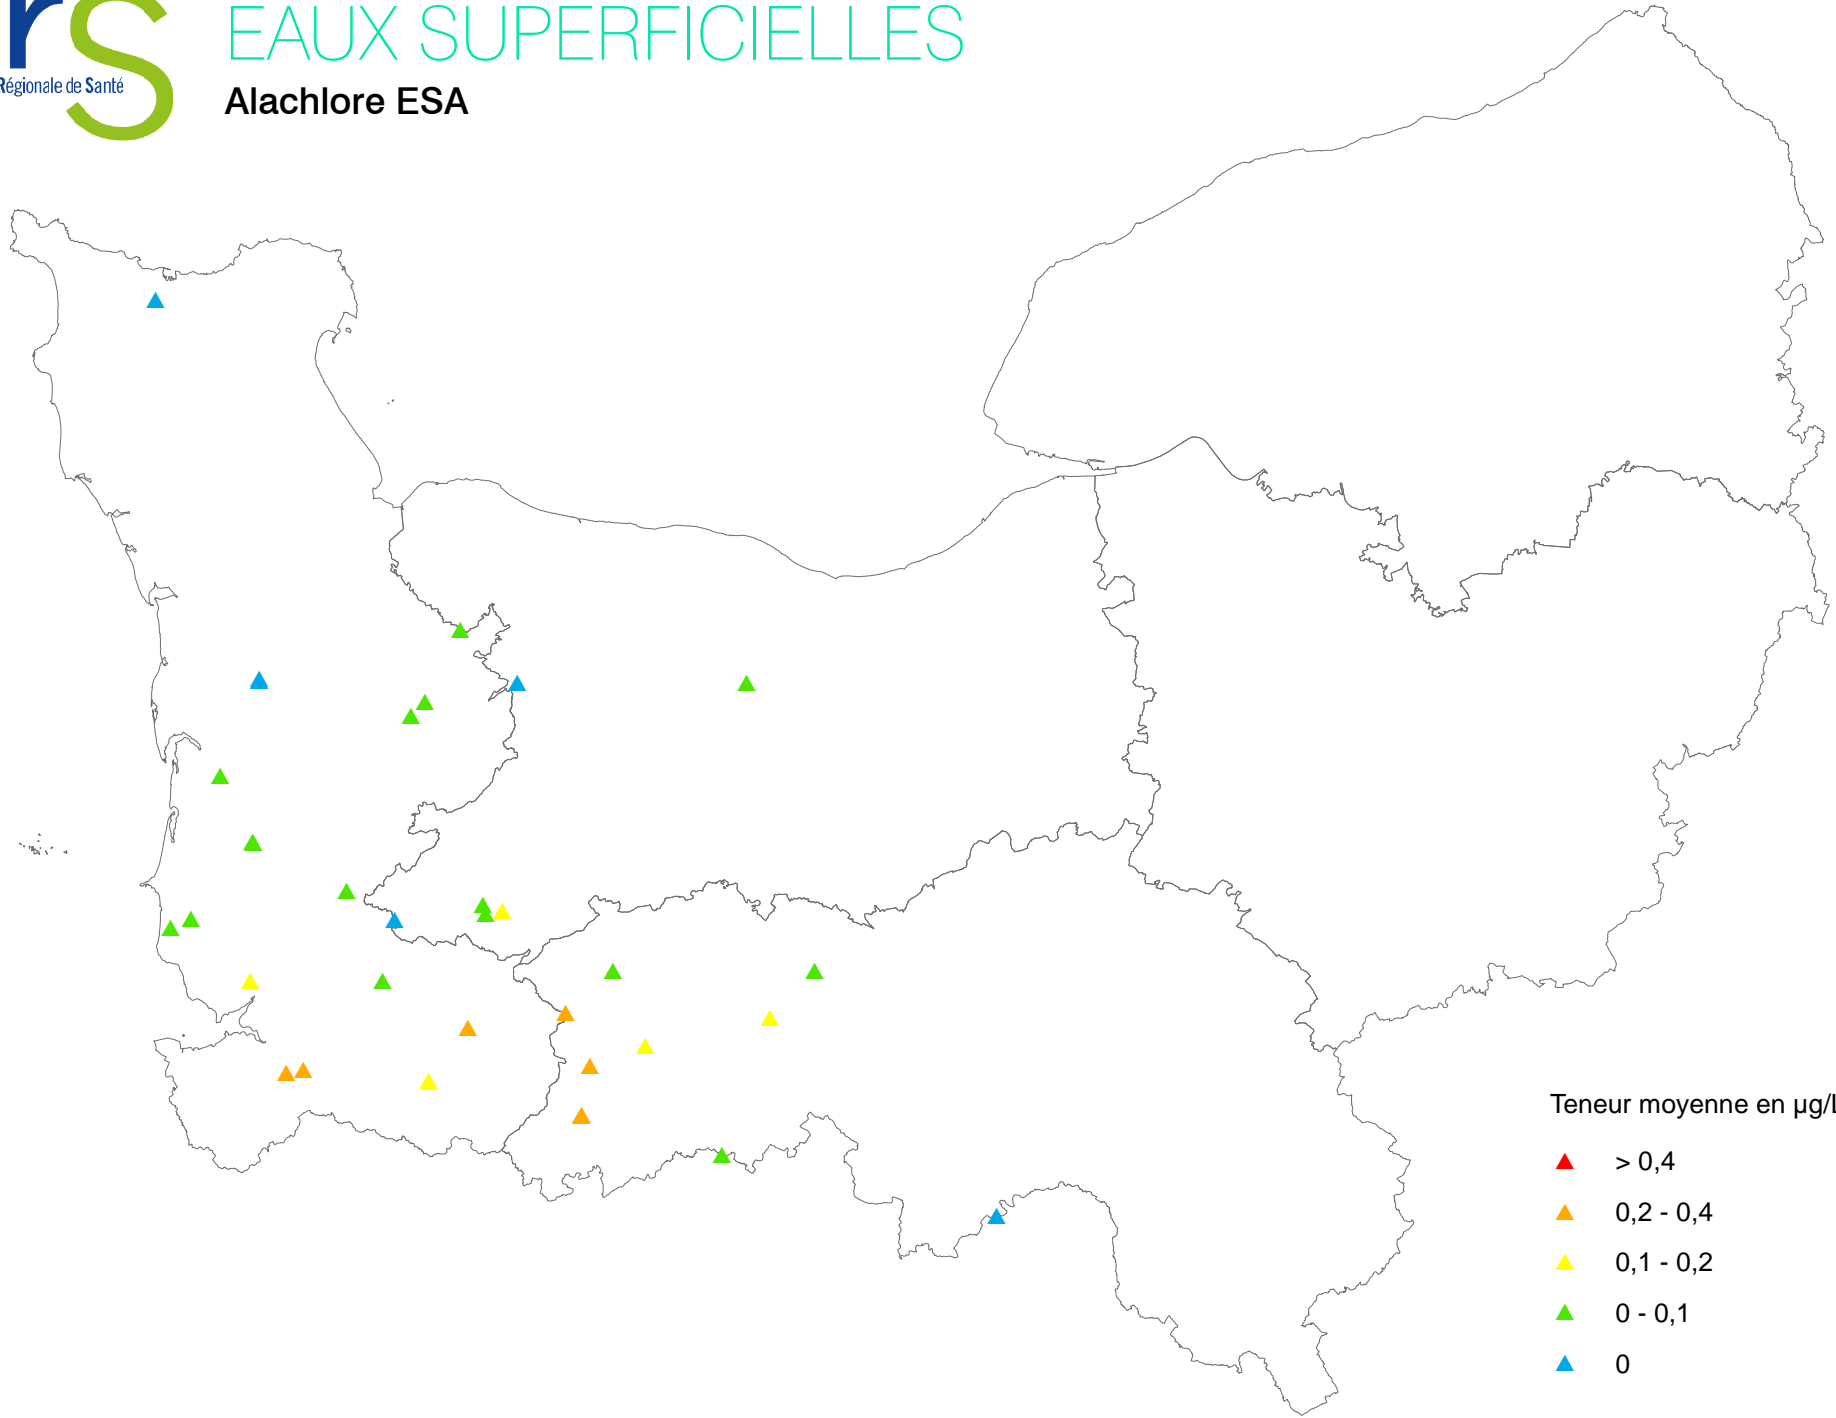 rS
EAUX SUPERFICIELLES
Régionale de Santé
Alachlore ESA
Teneur moyenne en µg/L
> 0,4
0,2 - 0,4
0,1 - 0,2
0 - 0,1
0